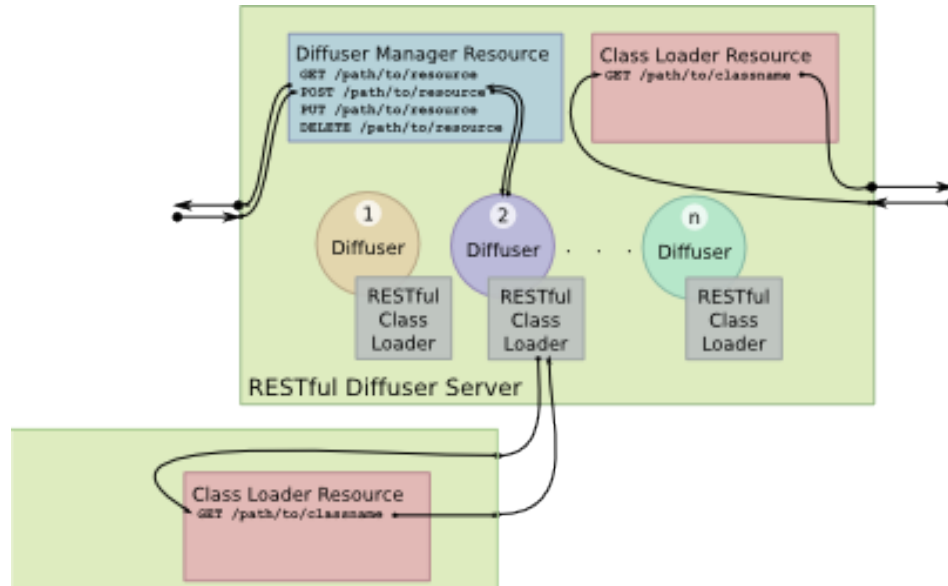 Diffuser Manager Resource
GET /path/to/resource
POST /path/to/resource
PUT /path/to/resource
DELETE /path/to/resource
Class Loader Resource
GET /path/to/classname
1
Diffuser
2
Diffuser
. . .
n
Diffuser
RESTful
Class
Loader
RESTful
Class
Loader
RESTful
Class
Loader
RESTful Diffuser Server
Class Loader Resource
GET /path/to/classname